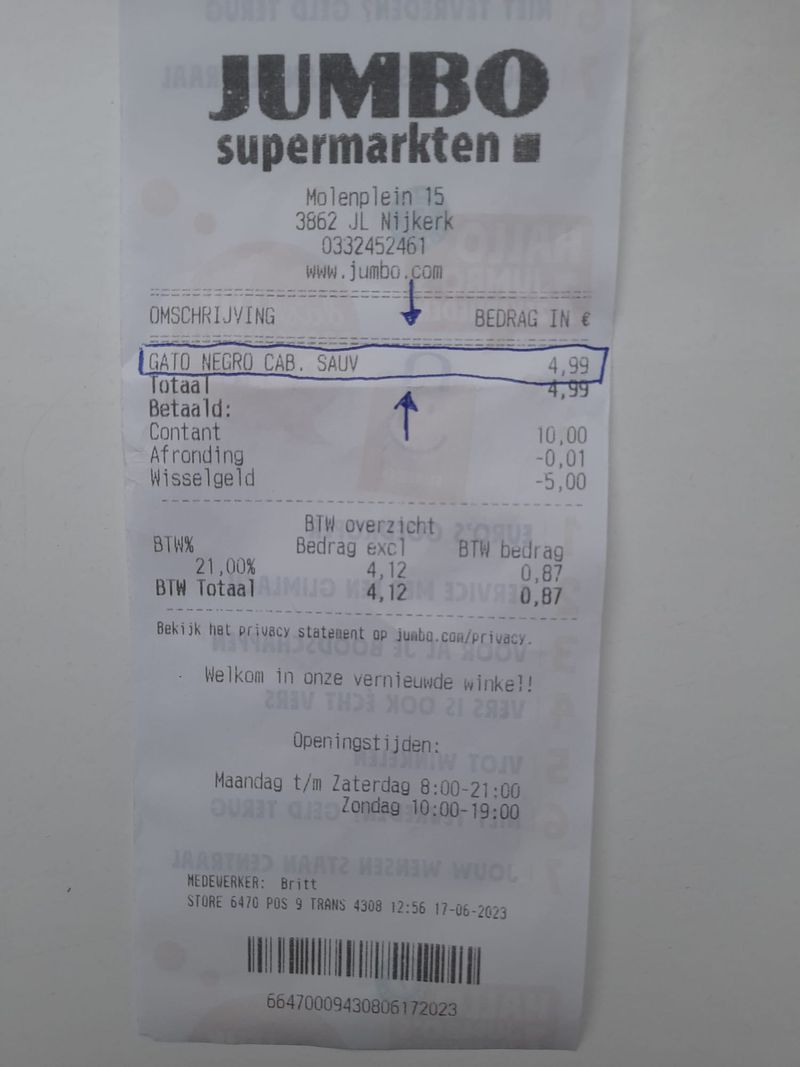 JUMBO
supermarkten
Molenplein 15
3862 JL Nijkerk
0332452461
www.jumbo.com
OMSCHRIJVING BEDRAG IN €
GATO NEGRO CAB. SAUV 4,99
Totaal 4,99
Betaald:
Contant 10,00
Afronding -0,01
Wisselgeld -5,00
BTW overzicht
BTW% Bedrag excl BTW bedrag
21,00% 4,12 0,87
BTW Totaal 4,12 0,87
Bekijk het privacy statement op jumbo.com/privacy.
Welkom in onze vernieuwde winkel!
Openingstijden:
Maandag t/m Zaterdag 8:00-21:00
Zondag 10:00-19:00
MEDEWERKER: Britt
STORE 6470 POS 9 TRANS 4308 12:56 17-06-2023
66470009430806172023